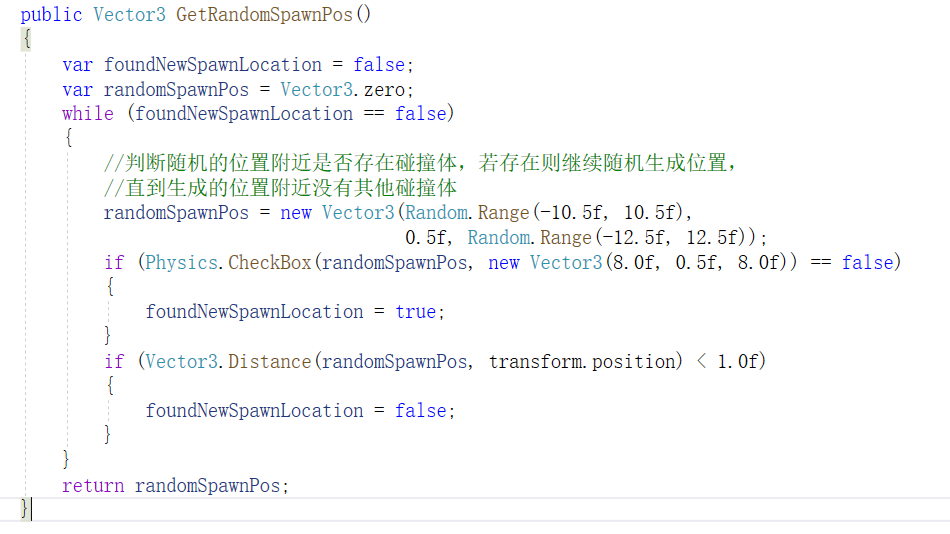 public Vector3 GetRandomSpawnPos()
{
    var foundNewSpawnLocation = false;
    var randomSpawnPos = Vector3.zero;
    while (foundNewSpawnLocation == false)
    {
        //判断随机的位置附近是否存在碰撞体，若存在则继续随机生成位置，
        //直到生成的位置附近没有其他碰撞体
        randomSpawnPos = new Vector3(Random.Range(-10.5f, 10.5f),
                                     0.5f, Random.Range(-12.5f, 12.5f));
        if (Physics.CheckBox(randomSpawnPos, new Vector3(8.0f, 0.5f, 8.0f)) == false)
        {
            foundNewSpawnLocation = true;
        }
        if (Vector3.Distance(randomSpawnPos, transform.position) < 1.0f)
        {
            foundNewSpawnLocation = false;
        }
    }
    return randomSpawnPos;
}